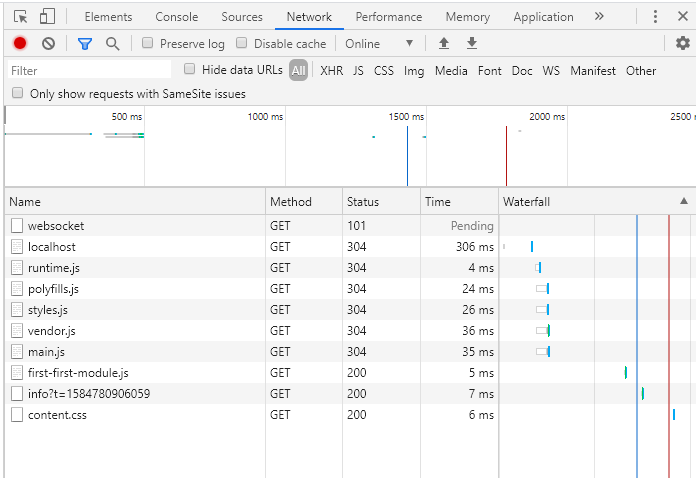 Elements Console Sources Network Performance Memory Application
Preserve log Disable cache Online
Filter Hide data URLs All XHR JS CSS Img Media Font Doc WS Manifest Other
Only show requests with SameSite issues
500 ms 1000 ms 1500 ms 2000 ms 2500 ms
Name Method Status Time Waterfall
websocket GET 101 Pending
localhost GET 304 306 ms
runtime.js GET 304 4 ms
polyfills.js GET 304 24 ms
styles.js GET 304 26 ms
vendor.js GET 304 36 ms
main.js GET 304 35 ms
first-first-module.js GET 200 5 ms
info?t=1584780906059 GET 200 7 ms
content.css GET 200 6 ms